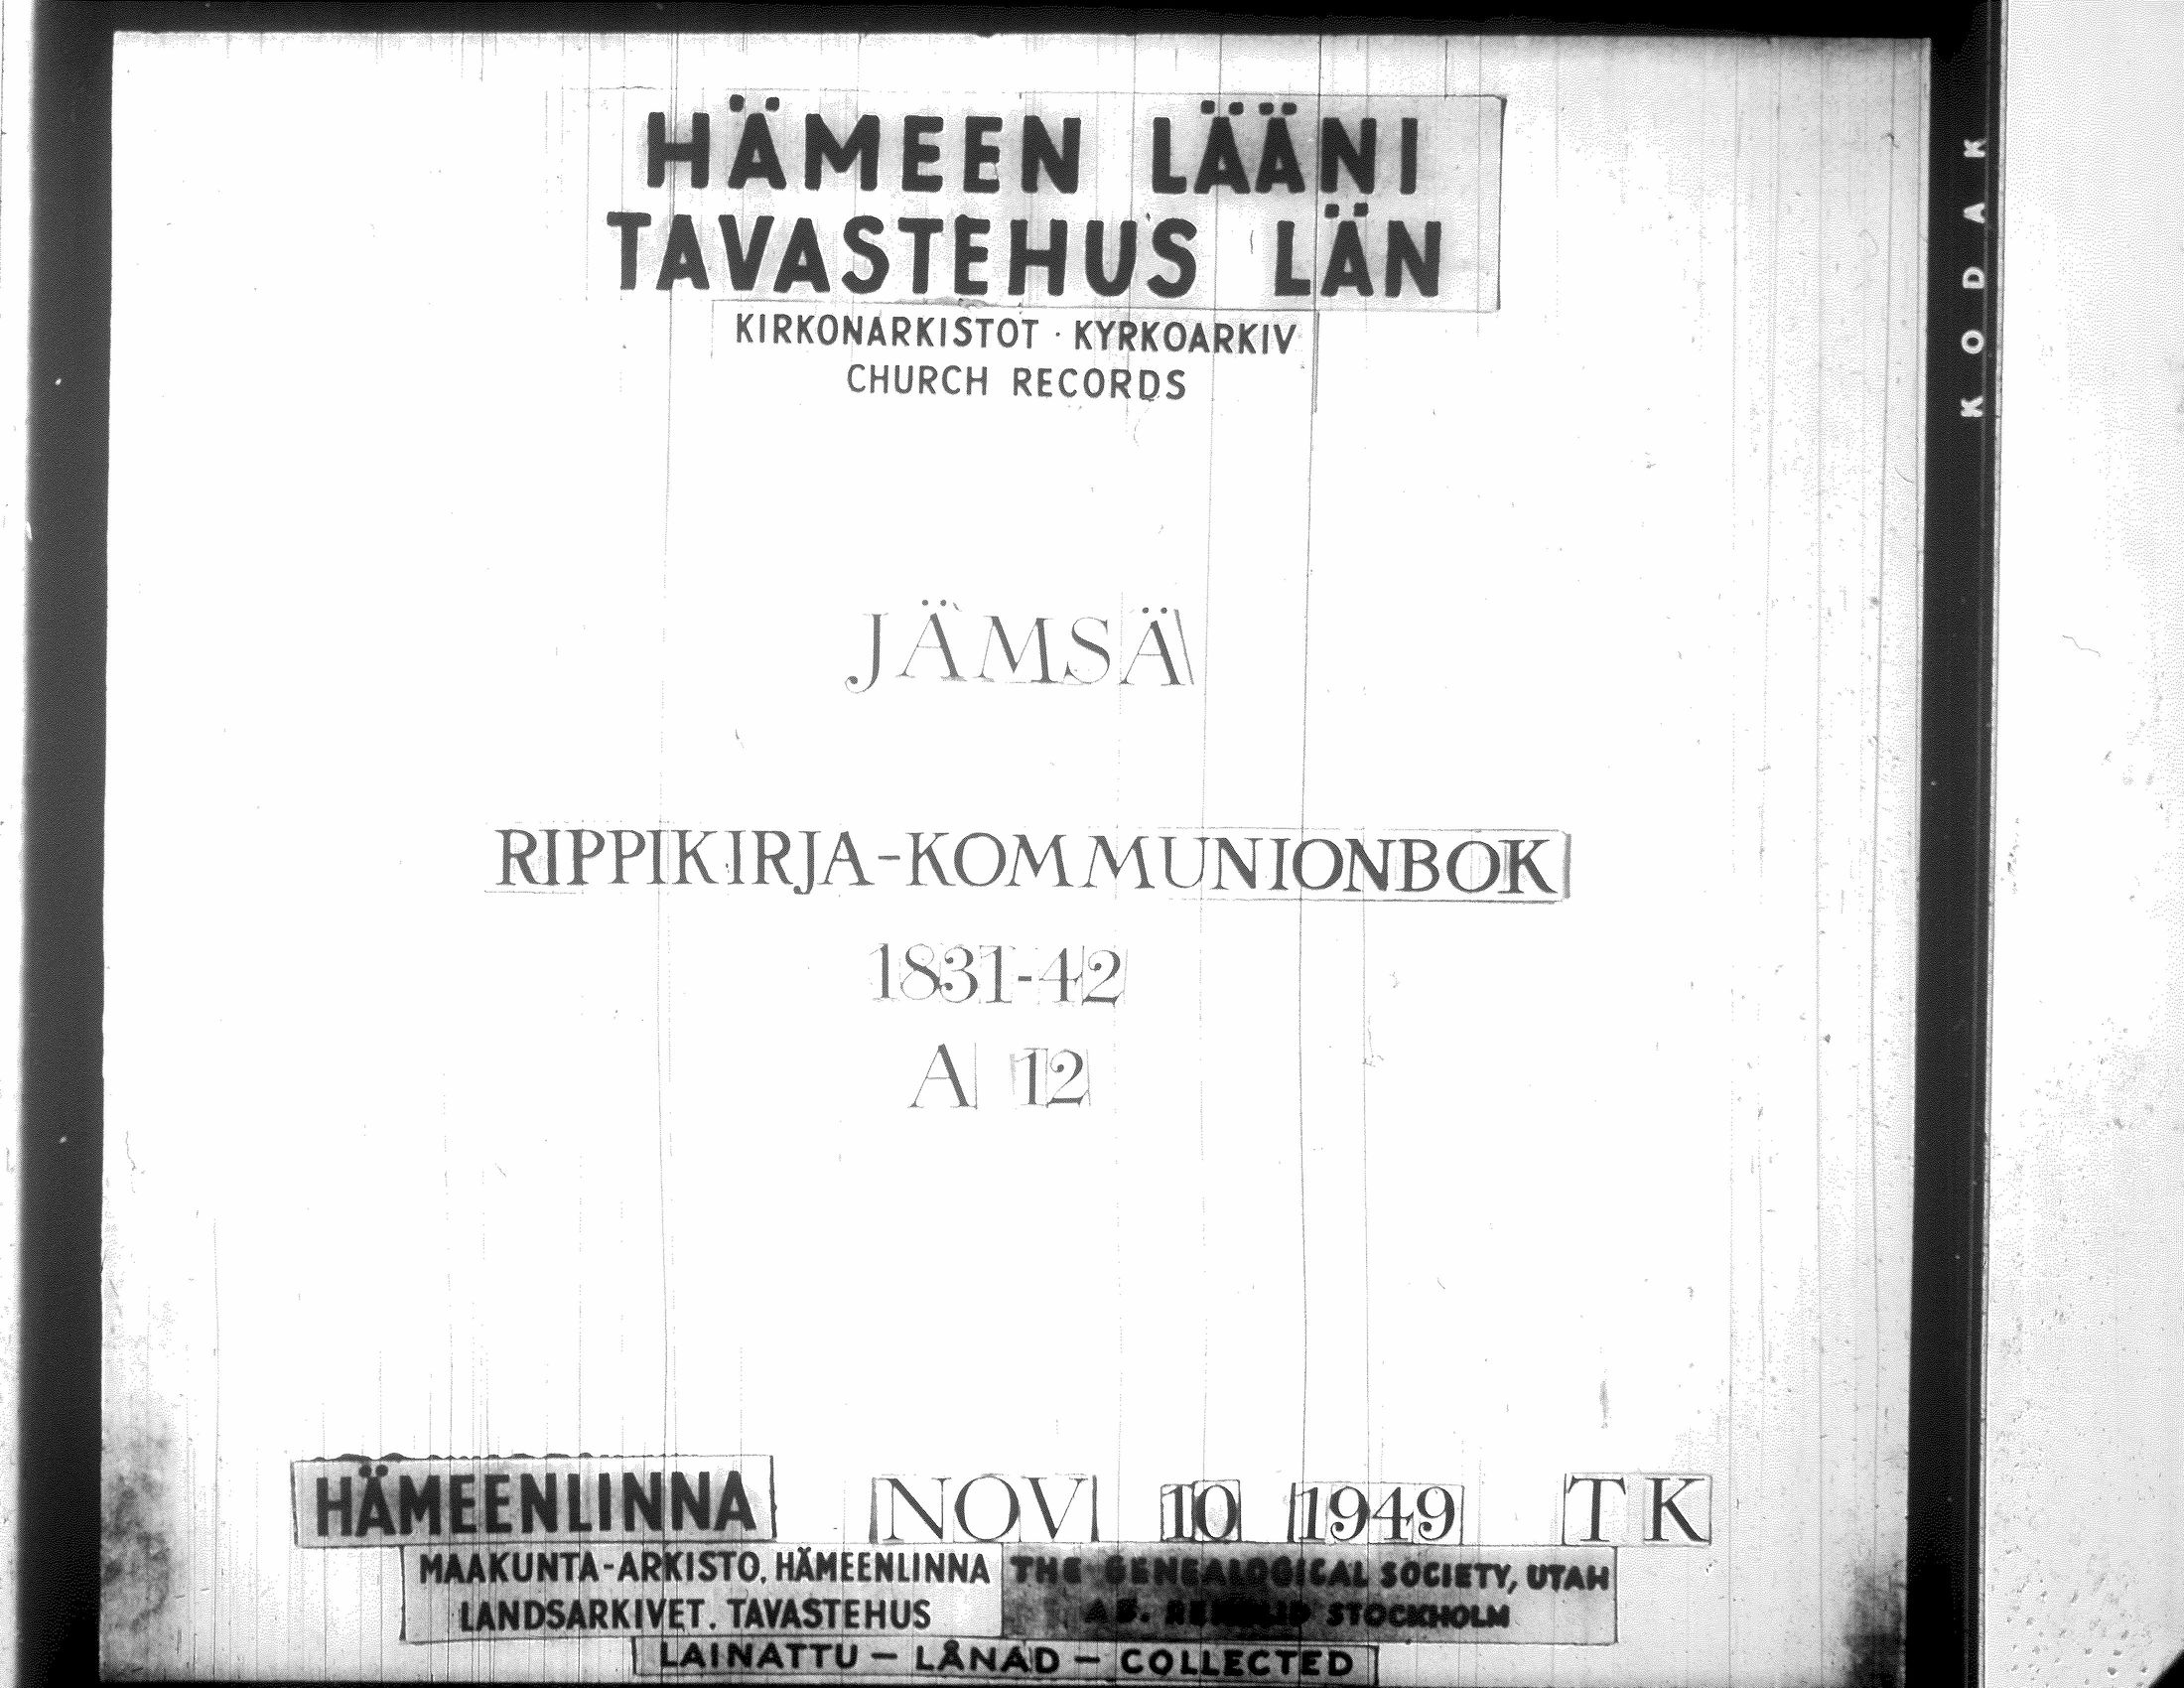 HÄMEEN LÄÄNI
TAVASTEHUS LÄN
KIRKONARKISTOT · KYRKOARKIV
CHURCH RECORDS
KODAK
JÄMSÄ
RIPPIKIRJA-KOMMUNIONBOK
1831-42
A 12
HÄMEENLINNA NOV 10 1949 TK
MAAKUNTA-ARKISTO, HÄMEENLINNA THE GENEALOGICAL SOCIETY, UTAH
LANDSARKIVET. TAVASTEHUS AB. STOCKHOLM
LAINATTU – LÅNAD – COLLECTED